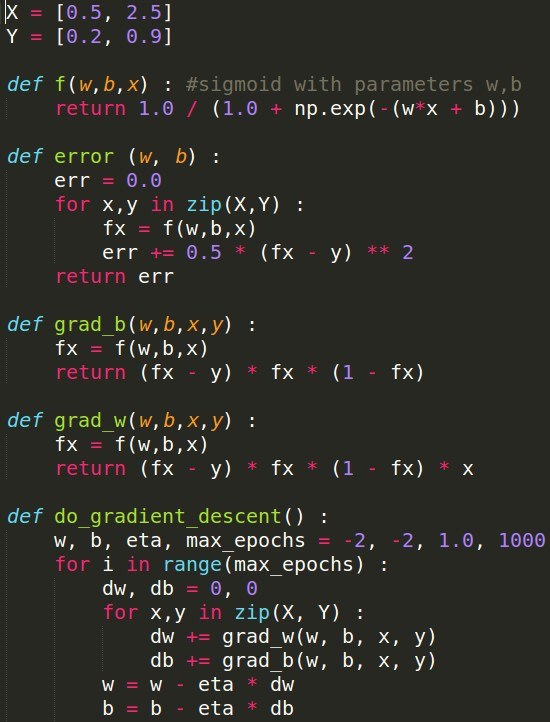 X = [0.5, 2.5]
Y = [0.2, 0.9]

def f(w,b,x) : #sigmoid with parameters w,b
    return 1.0 / (1.0 + np.exp(-(w*x + b)))

def error (w, b) :
    err = 0.0
    for x,y in zip(X,Y) :
        fx = f(w,b,x)
        err += 0.5 * (fx - y) ** 2
    return err

def grad_b(w,b,x,y) :
    fx = f(w,b,x)
    return (fx - y) * fx * (1 - fx)

def grad_w(w,b,x,y) :
    fx = f(w,b,x)
    return (fx - y) * fx * (1 - fx) * x

def do_gradient_descent() :
    w, b, eta, max_epochs = -2, -2, 1.0, 1000
    for i in range(max_epochs) :
        dw, db = 0, 0
        for x,y in zip(X, Y) :
            dw += grad_w(w, b, x, y)
            db += grad_b(w, b, x, y)
        w = w - eta * dw
        b = b - eta * db